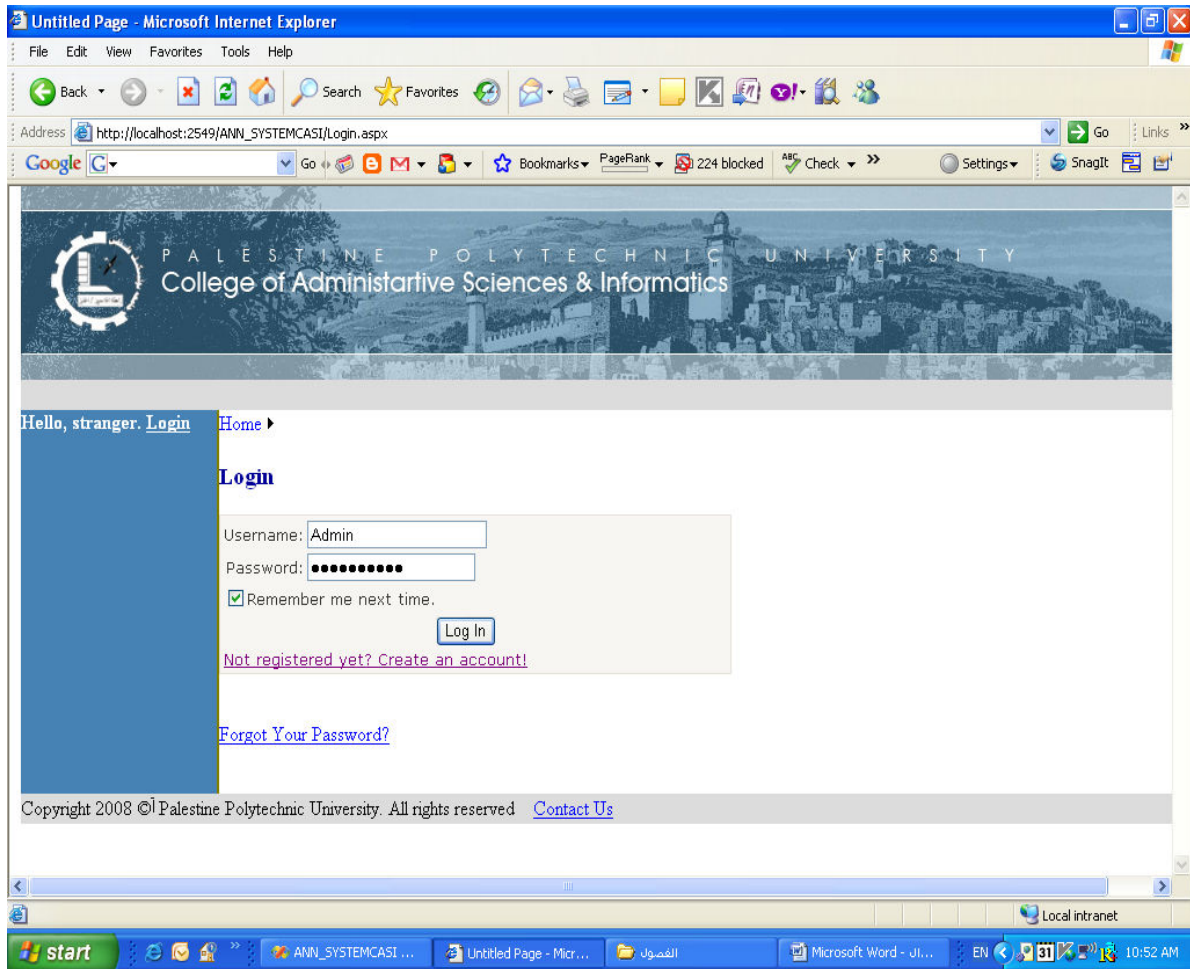 Untitled Page - Microsoft Internet Explorer
File Edit View Favorites Tools Help
Back Search Favorites
Address http://localhost:2549/ANN_SYSTEMCASI/Login.aspx Go Links »
Google G Go Bookmarks PageRank 224 blocked ABC Check » Settings SnagIt
PALESTINE POLYTECHNIC UNIVERSITY
College of Administartive Sciences & Informatics
Hello, stranger. Login
Home
Login
Username: Admin
Password: ●●●●●●●●●●
Remember me next time.
Log In
Not registered yet? Create an account!
Forgot Your Password?
Copyright 2008 © Palestine Polytechnic University. All rights reserved Contact Us
Local intranet
start » ANN_SYSTEMCASI ... Untitled Page - Micr... الفصول Microsoft Word - ال... EN 31 10:52 AM